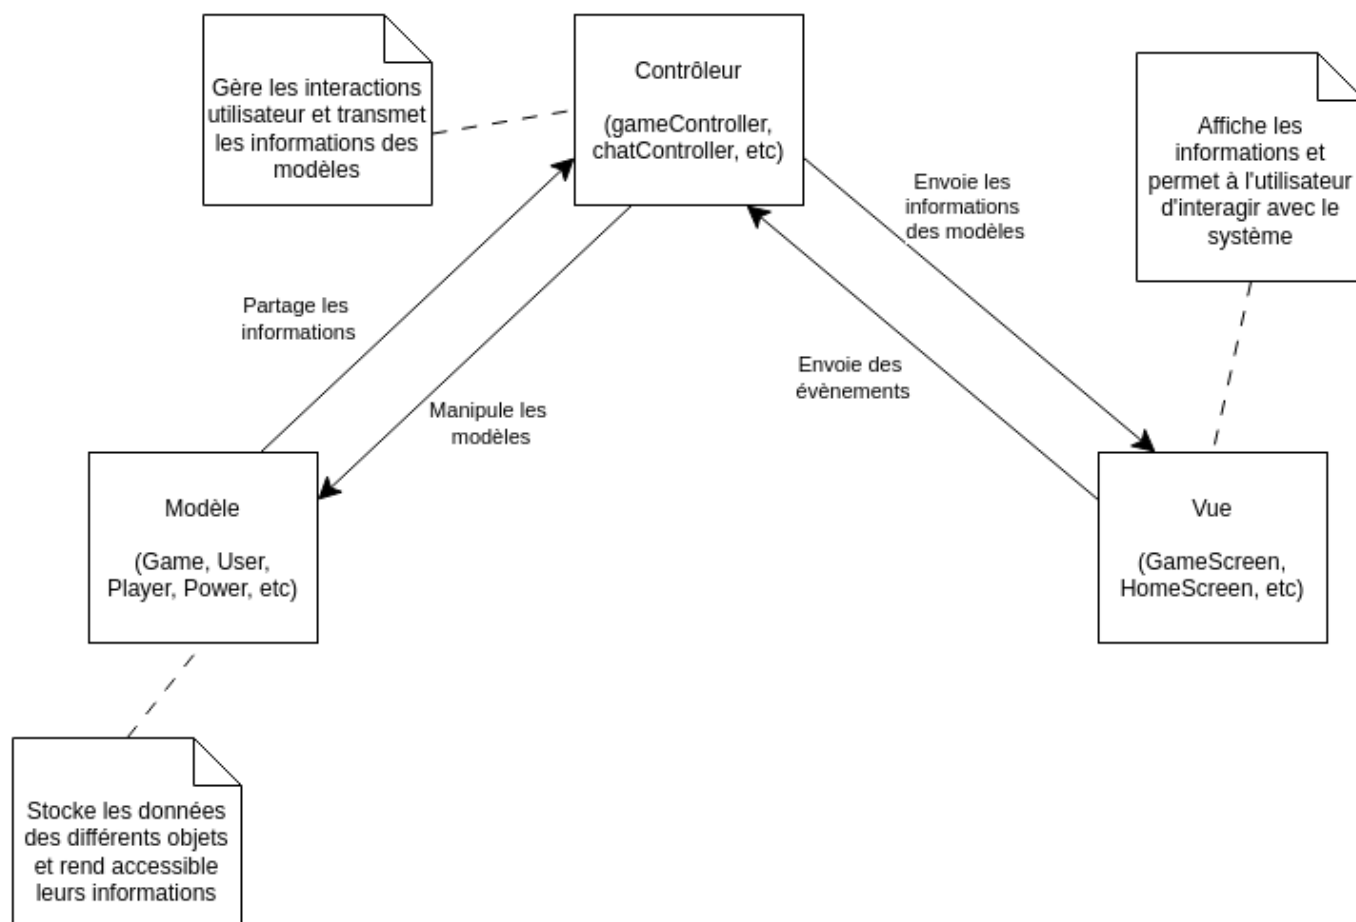 Gère les interactions
utilisateur et transmet
les informations des
modèles
Contrôleur
(gameController,
chatController, etc)
Affiche les
informations et
permet à l'utilisateur
d'interagir avec le
système
Envoie les
informations
des modèles
Partage les
informations
Envoie des
évènements
Manipule les
modèles
Modèle
(Game, User,
Player, Power, etc)
Vue
(GameScreen,
HomeScreen, etc)
Stocke les données
des différents objets
et rend accessible
leurs informations